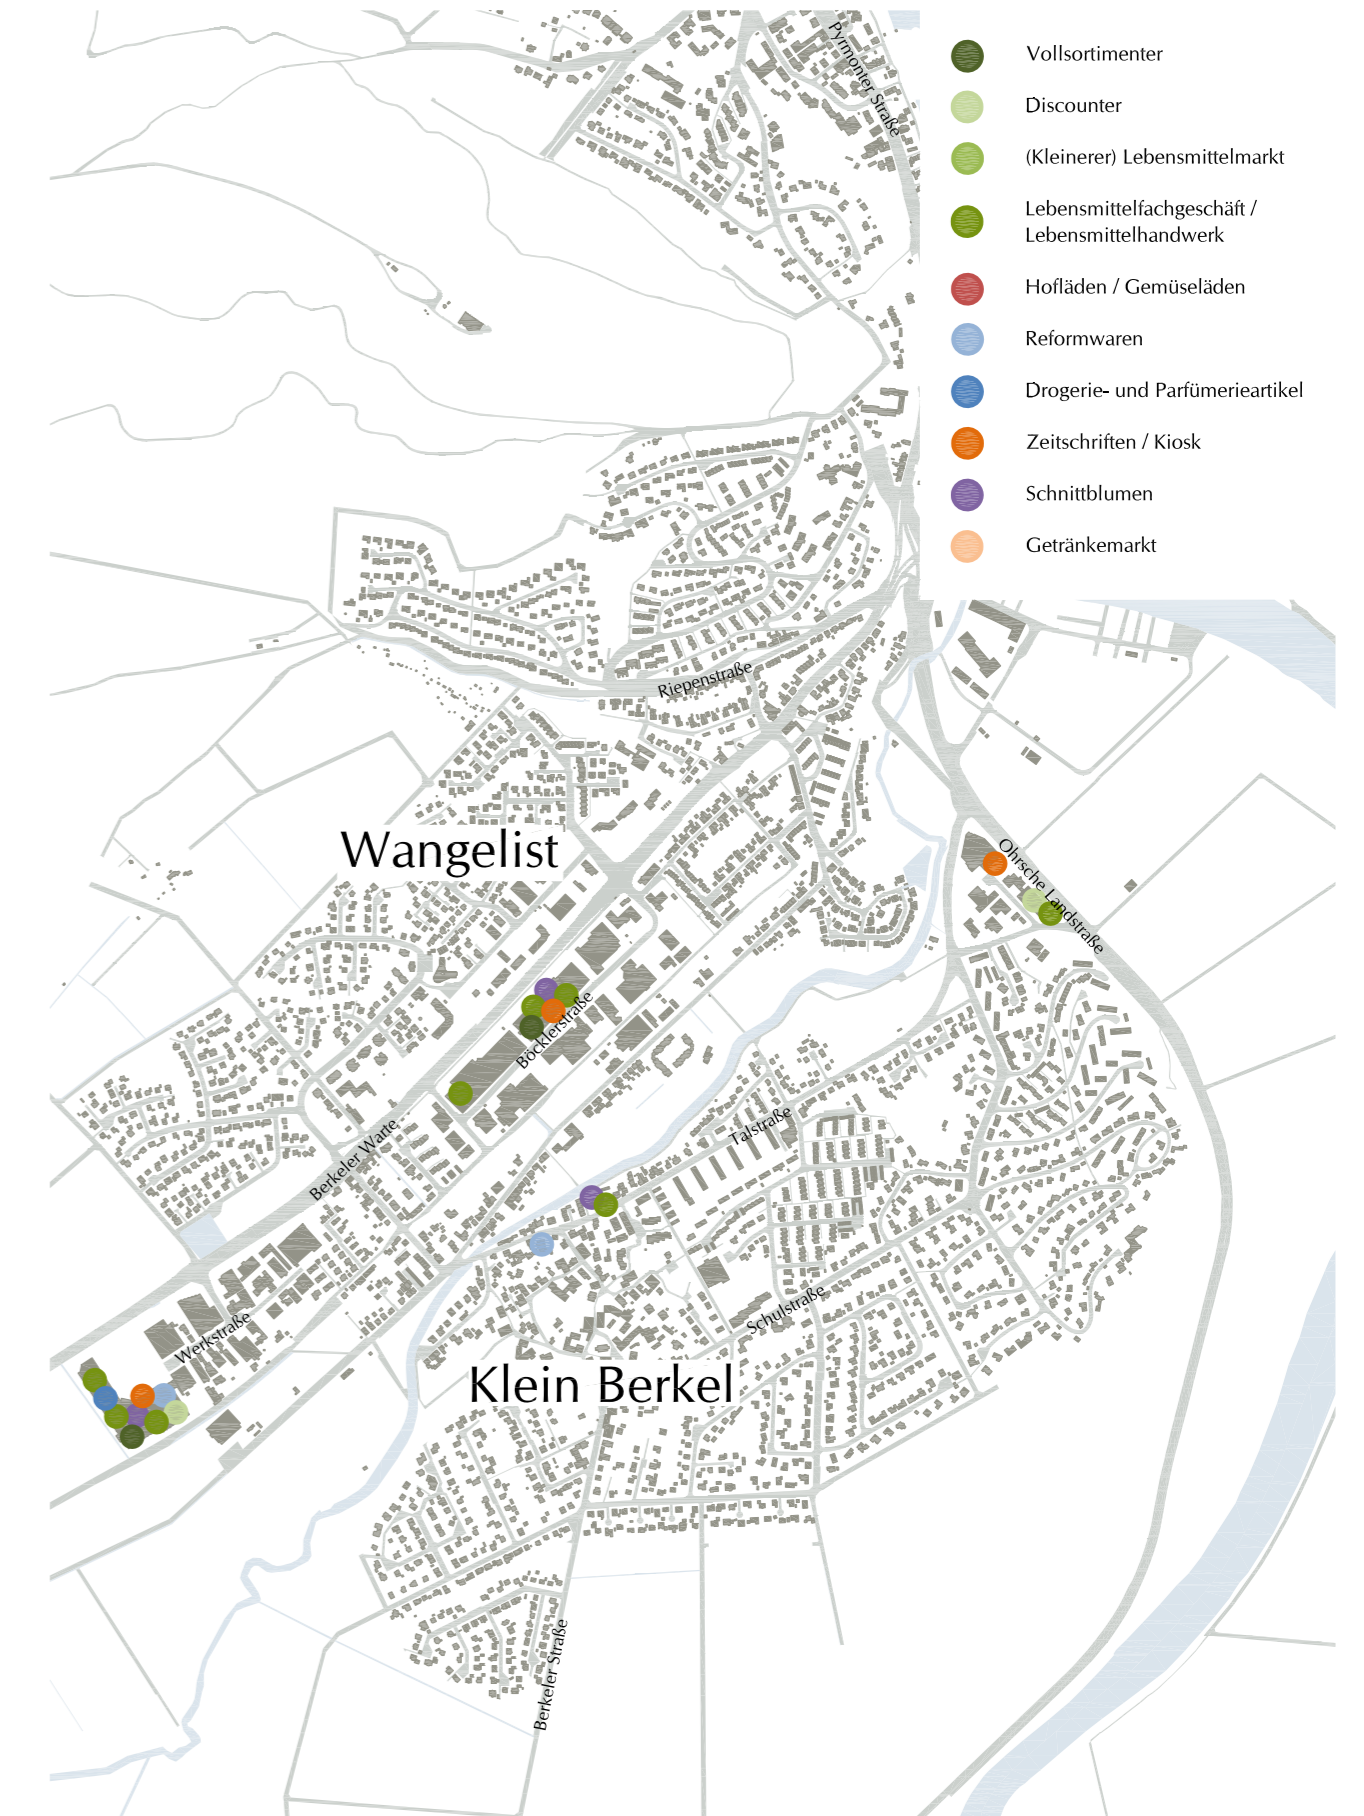 Pyrmonter Straße
Vollsortimenter
Discounter
(Kleinerer) Lebensmittelmarkt
Lebensmittelfachgeschäft /
Lebensmittelhandwerk
Hofläden / Gemüseläden
Reformwaren
Drogerie- und Parfümerieartikel
Zeitschriften / Kiosk
Schnittblumen
Getränkemarkt
Riepenstraße
Wangelist
Ohrsche Landstraße
Böcklerstraße
Talstraße
Berkeler Warte
Schulstraße
Werkstraße
Klein Berkel
Berkeler Straße